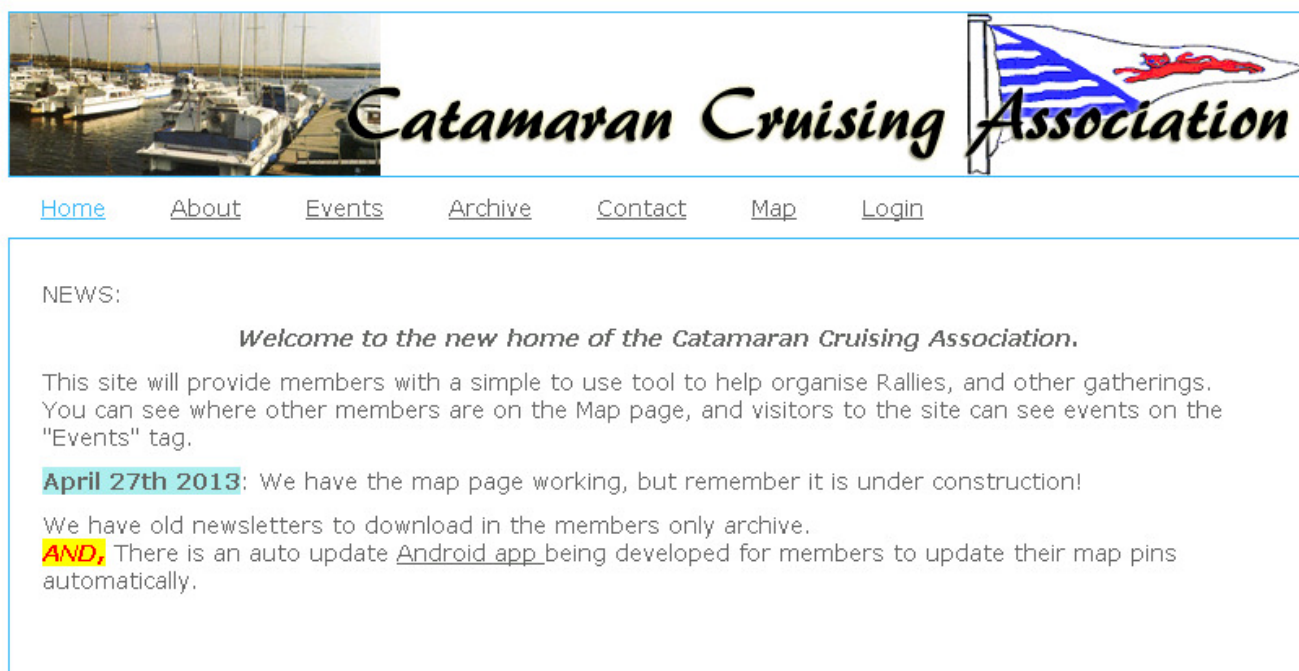 Catamaran Cruising Association
Home About Events Archive Contact Map Login
NEWS:
Welcome to the new home of the Catamaran Cruising Association.
This site will provide members with a simple to use tool to help organise Rallies, and other gatherings.
You can see where other members are on the Map page, and visitors to the site can see events on the
"Events" tag.
April 27th 2013: We have the map page working, but remember it is under construction!
We have old newsletters to download in the members only archive.
AND, There is an auto update Android app being developed for members to update their map pins
automatically.